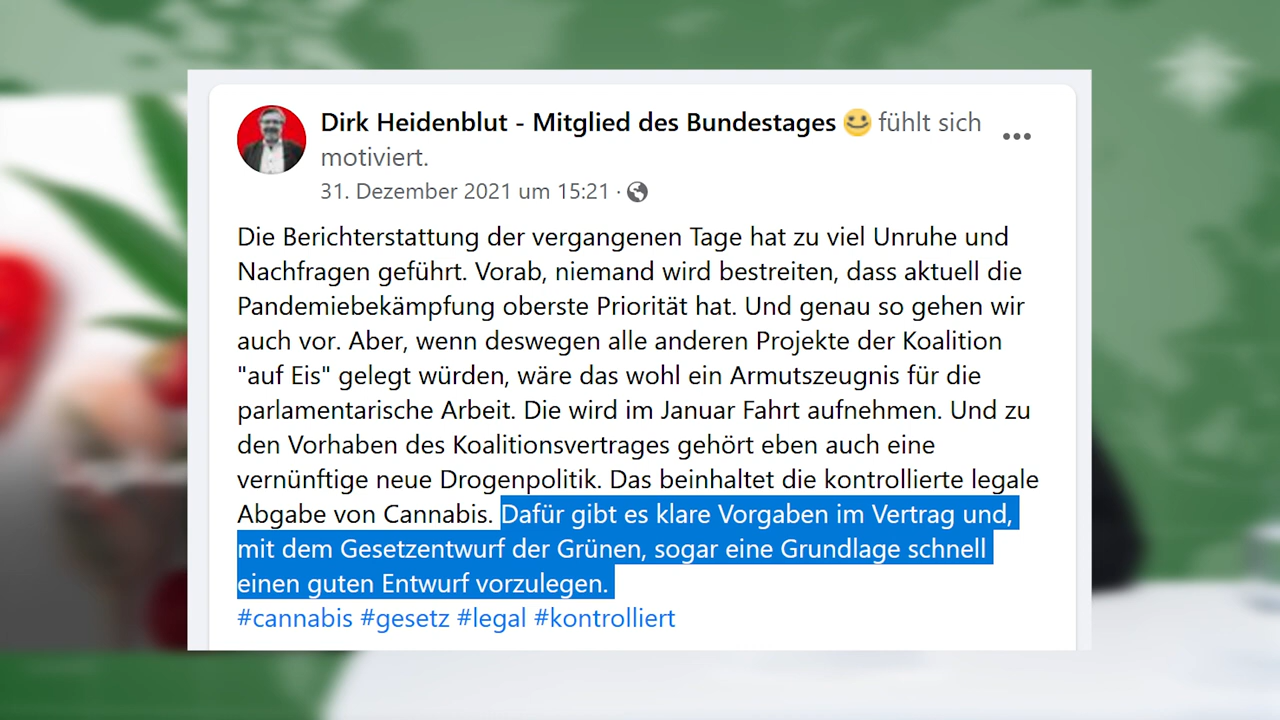 Dirk Heidenblut - Mitglied des Bundestages 😀 fühlt sich
motiviert.
31. Dezember 2021 um 15:21 ·
Die Berichterstattung der vergangenen Tage hat zu viel Unruhe und
Nachfragen geführt. Vorab, niemand wird bestreiten, dass aktuell die
Pandemiebekämpfung oberste Priorität hat. Und genau so gehen wir
auch vor. Aber, wenn deswegen alle anderen Projekte der Koalition
"auf Eis" gelegt würden, wäre das wohl ein Armutszeugnis für die
parlamentarische Arbeit. Die wird im Januar Fahrt aufnehmen. Und zu
den Vorhaben des Koalitionsvertrages gehört eben auch eine
vernünftige neue Drogenpolitik. Das beinhaltet die kontrollierte legale
Abgabe von Cannabis. Dafür gibt es klare Vorgaben im Vertrag und,
mit dem Gesetzentwurf der Grünen, sogar eine Grundlage schnell
einen guten Entwurf vorzulegen.
#cannabis #gesetz #legal #kontrolliert